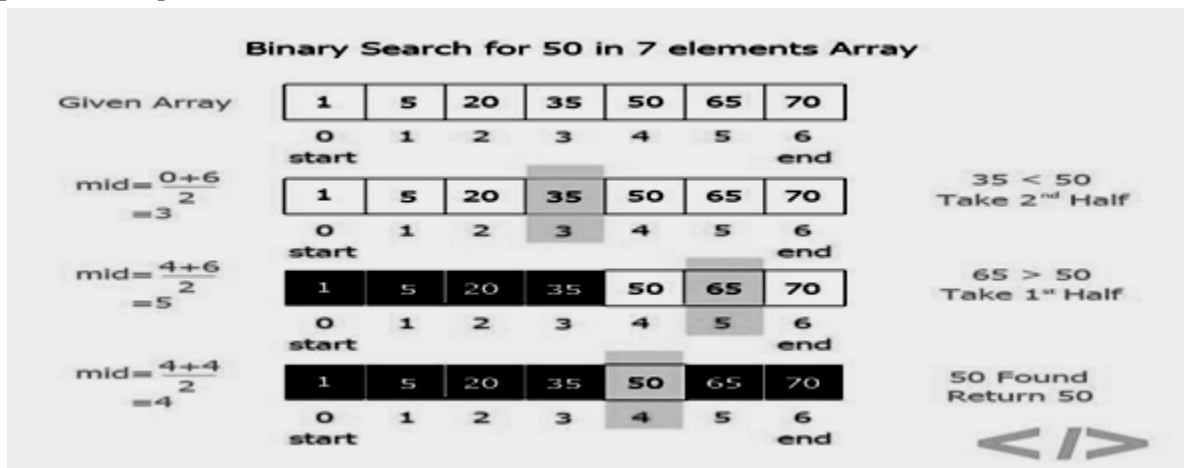 Binary Search for 50 in 7 elements Array
Given Array 1 5 20 35 50 65 70
0 1 2 3 4 5 6
start end
mid= 0+6
2
=3
1 5 20 35 50 65 70
35 < 50
Take 2nd Half
0 1 2 3 4 5 6
start end
mid= 4+6
2
=5
1 5 20 35 50 65 70
65 > 50
Take 1st Half
0 1 2 3 4 5 6
start end
mid= 4+4
2
=4
1 5 20 35 50 65 70
50 Found
Return 50
0 1 2 3 4 5 6
start end
</>